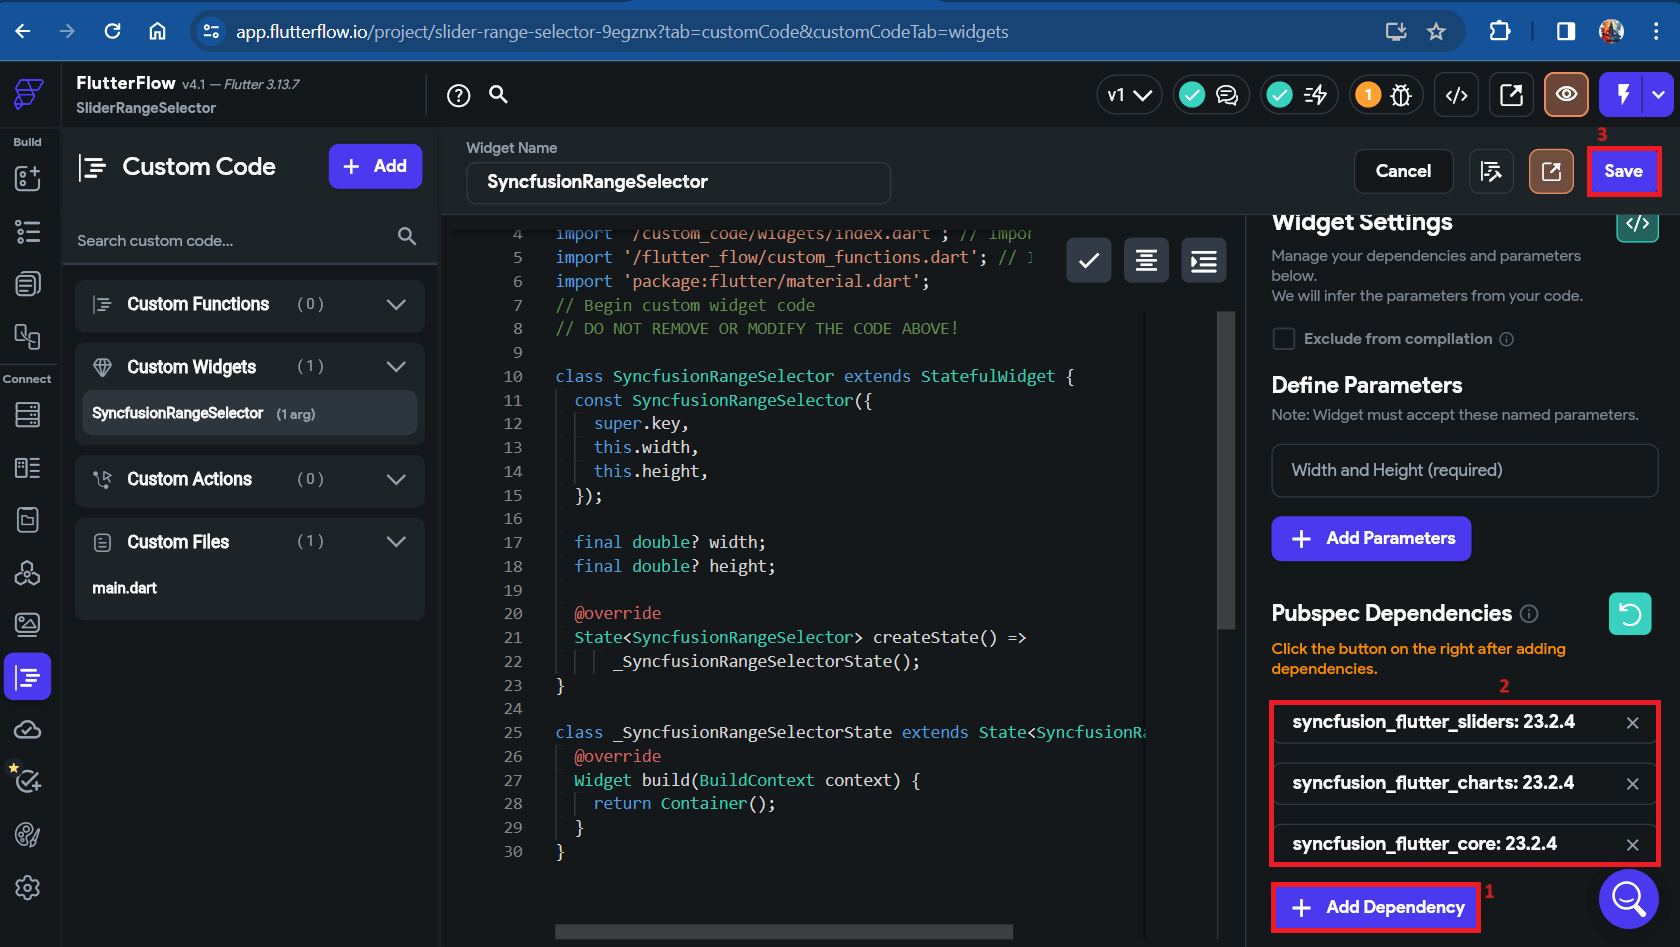 app.flutterflow.io/project/slider-range-selector-9egznx?tab=customCode&customCodeTab=widgets
FlutterFlow v4.1 — Flutter 3.13.7
SliderRangeSelector
v1
1
</>
3
Build
Connect
Custom Code
+ Add
Search custom code...
Custom Functions (0)
Custom Widgets (1)
SyncfusionRangeSelector (1 arg)
Custom Actions (0)
Custom Files (1)
main.dart
Widget Name
SyncfusionRangeSelector
Cancel
Save
4 import '/custom_code/widgets/index.dart'; // Impor
5 import '/flutter_flow/custom_functions.dart'; // I
6 import 'package:flutter/material.dart';
7 // Begin custom widget code
8 // DO NOT REMOVE OR MODIFY THE CODE ABOVE!
9
10 class SyncfusionRangeSelector extends StatefulWidget {
11 const SyncfusionRangeSelector({
12 super.key,
13 this.width,
14 this.height,
15 });
16
17 final double? width;
18 final double? height;
19
20 @override
21 State<SyncfusionRangeSelector> createState() =>
22 _SyncfusionRangeSelectorState();
23 }
24
25 class _SyncfusionRangeSelectorState extends State<SyncfusionRa
26 @override
27 Widget build(BuildContext context) {
28 return Container();
29 }
30 }
Widget Settings
</>
Manage your dependencies and parameters
below.
We will infer the parameters from your code.
Exclude from compilation
Define Parameters
Note: Widget must accept these named parameters.
Width and Height (required)
+ Add Parameters
Pubspec Dependencies
Click the button on the right after adding
dependencies.
2
syncfusion_flutter_sliders: 23.2.4
syncfusion_flutter_charts: 23.2.4
syncfusion_flutter_core: 23.2.4
+ Add Dependency
1